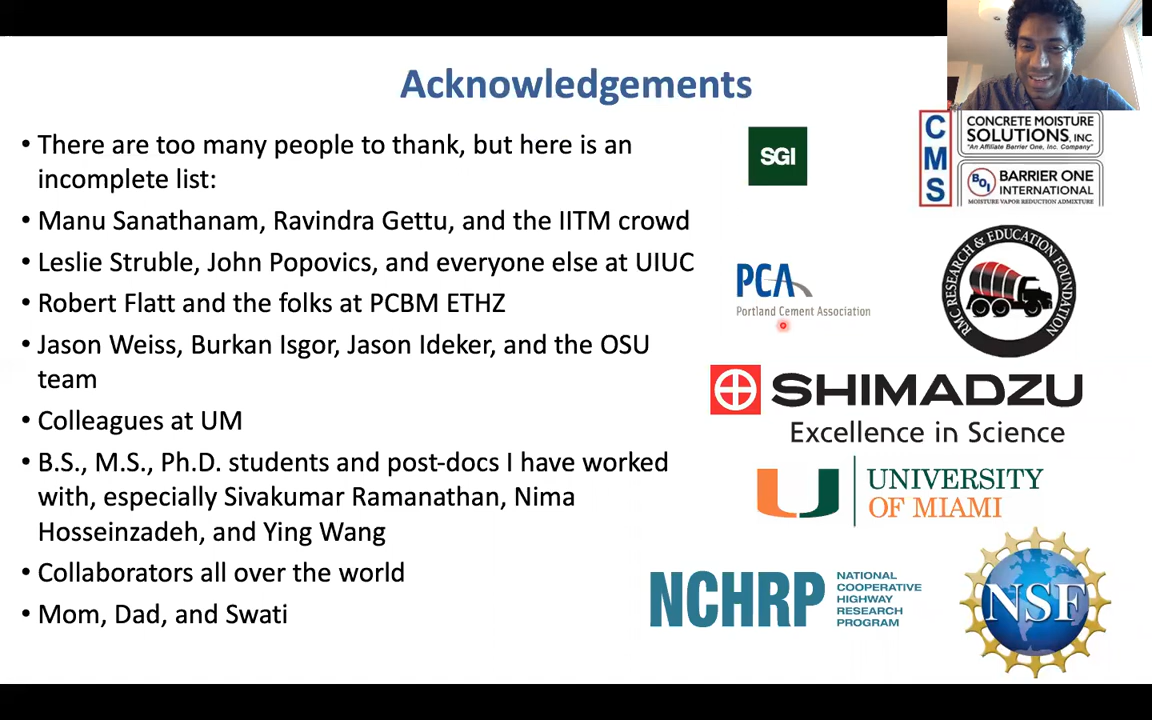 Acknowledgements
• There are too many people to thank, but here is an
incomplete list:
• Manu Sanathanam, Ravindra Gettu, and the IITM crowd
• Leslie Struble, John Popovics, and everyone else at UIUC
• Robert Flatt and the folks at PCBM ETHZ
• Jason Weiss, Burkan Isgor, Jason Ideker, and the OSU
team
• Colleagues at UM
• B.S., M.S., Ph.D. students and post-docs I have worked
with, especially Sivakumar Ramanathan, Nima
Hosseinzadeh, and Ying Wang
• Collaborators all over the world
• Mom, Dad, and Swati
SGI
CMS
CONCRETE MOISTURE
SOLUTIONS, INC.
"An Affiliate Barrier One, Inc. Company"
BOI
BARRIER ONE
INTERNATIONAL
MOISTURE VAPOR REDUCTION ADMIXTURE
PCA
Portland Cement Association
RMC RESEARCH & EDUCATION FOUNDATION
SHIMADZU
Excellence in Science
UNIVERSITY
OF MIAMI
NCHRP
NATIONAL
COOPERATIVE
HIGHWAY
RESEARCH
PROGRAM
NSF